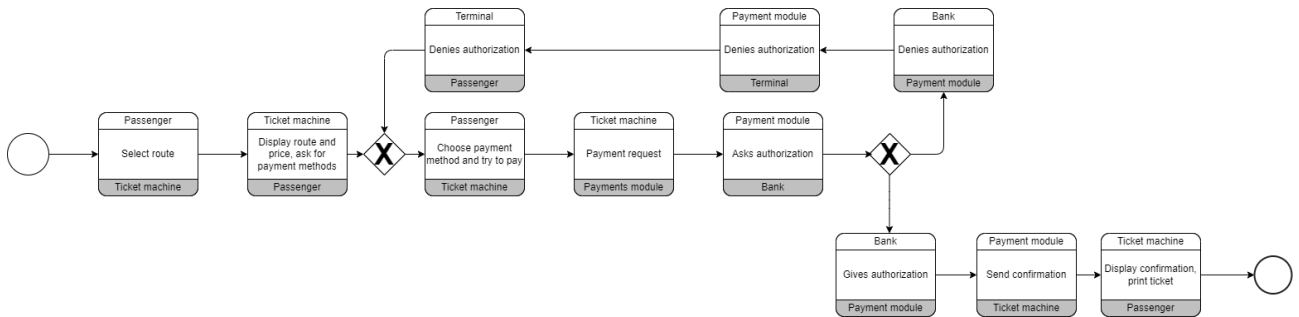 Terminal
Denies authorization
Passenger
Payment module
Denies authorization
Terminal
Bank
Denies authorization
Payment module
Passenger
Select route
Ticket machine
Ticket machine
Display route and
price, ask for
payment methods
Passenger
X
Passenger
Choose payment
method and try to pay
Ticket machine
Ticket machine
Payment request
Payments module
Payment module
Asks authorization
Bank
X
Bank
Gives authorization
Payment module
Payment module
Send confirmation
Ticket machine
Ticket machine
Display confirmation,
print ticket
Passenger